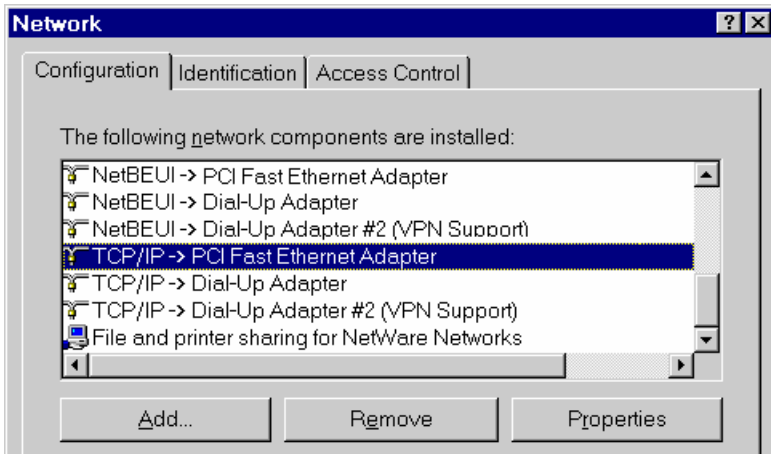 Network
Configuration Identification Access Control
The following network components are installed:
NetBEUI -> PCI Fast Ethernet Adapter
NetBEUI -> Dial-Up Adapter
NetBEUI -> Dial-Up Adapter #2 (VPN Support)
TCP/IP -> PCI Fast Ethernet Adapter
TCP/IP -> Dial-Up Adapter
TCP/IP -> Dial-Up Adapter #2 (VPN Support)
File and printer sharing for NetWare Networks
Add... Remove Properties